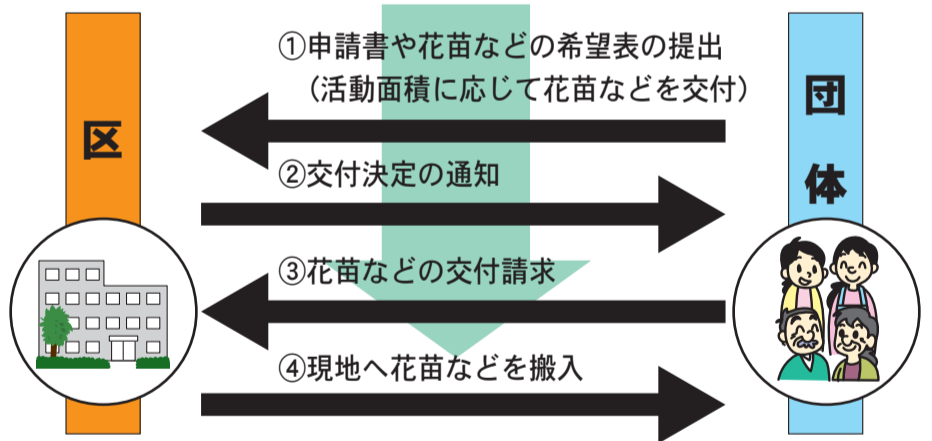 区
団体
①申請書や花苗などの希望表の提出
（活動面積に応じて花苗などを交付）
②交付決定の通知
③花苗などの交付請求
④現地へ花苗などを搬入